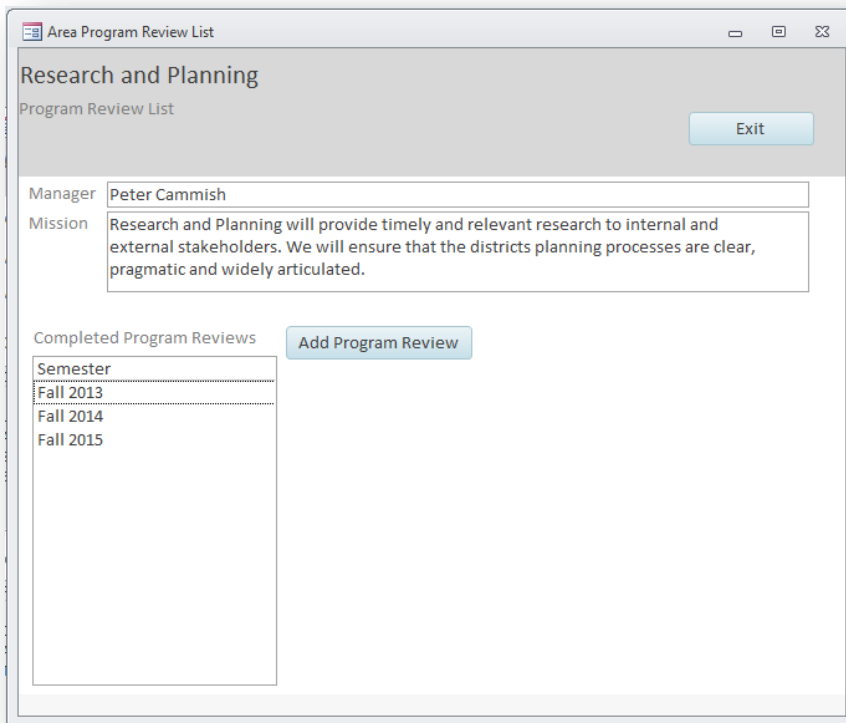 Area Program Review List
Research and Planning
Program Review List
Exit
Manager Peter Cammish
Mission Research and Planning will provide timely and relevant research to internal and
external stakeholders. We will ensure that the districts planning processes are clear,
pragmatic and widely articulated.
Completed Program Reviews
Add Program Review
Semester
Fall 2013
Fall 2014
Fall 2015